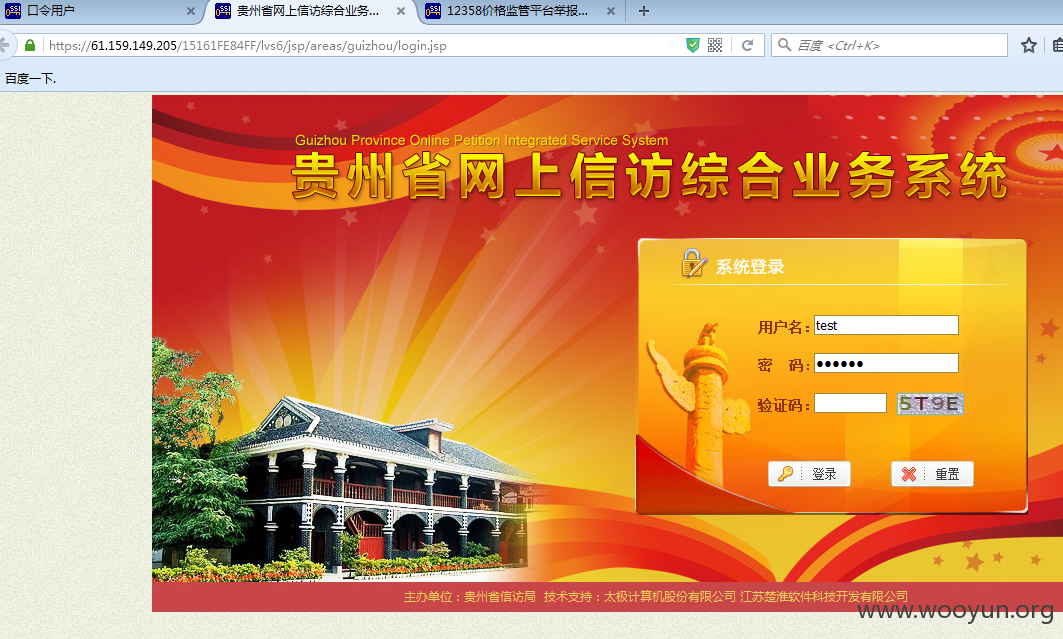 口令用户
贵州省网上信访综合业务...
12358价格监管平台举报...
https://61.159.149.205/15161FE84FF/lvs6/jsp/areas/guizhou/login.jsp
百度 <Ctrl+K>
百度一下.
Guizhou Province Online Petition Integrated Service System
贵州省网上信访综合业务系统
系统登录
用户名：test
密 码：
验证码： 5T9E
登录 重置
主办单位：贵州省信访局 技术支持：太极计算机股份有限公司 江苏楚淮软件科技开发有限公司
www.wooyun.org